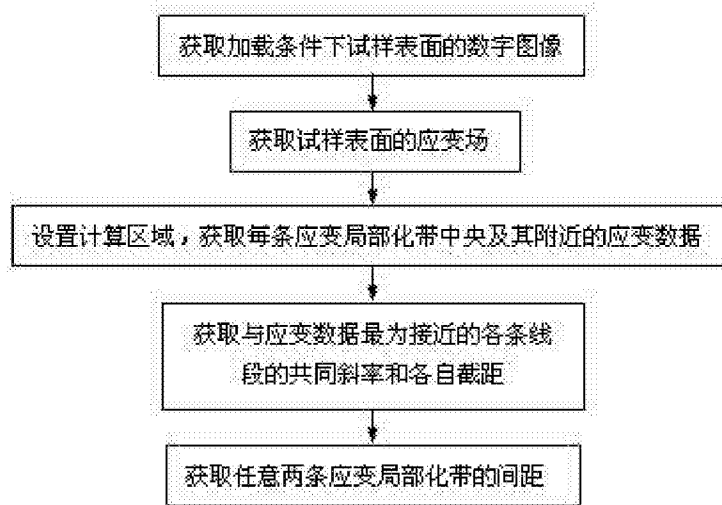 获取加载条件下试样表面的数字图像
获取试样表面的应变场
设置计算区域，获取每条应变局部化带中央及其附近的应变数据
获取与应变数据最为接近的各条线
段的共同斜率和各自截距
获取任意两条应变局部化带的间距